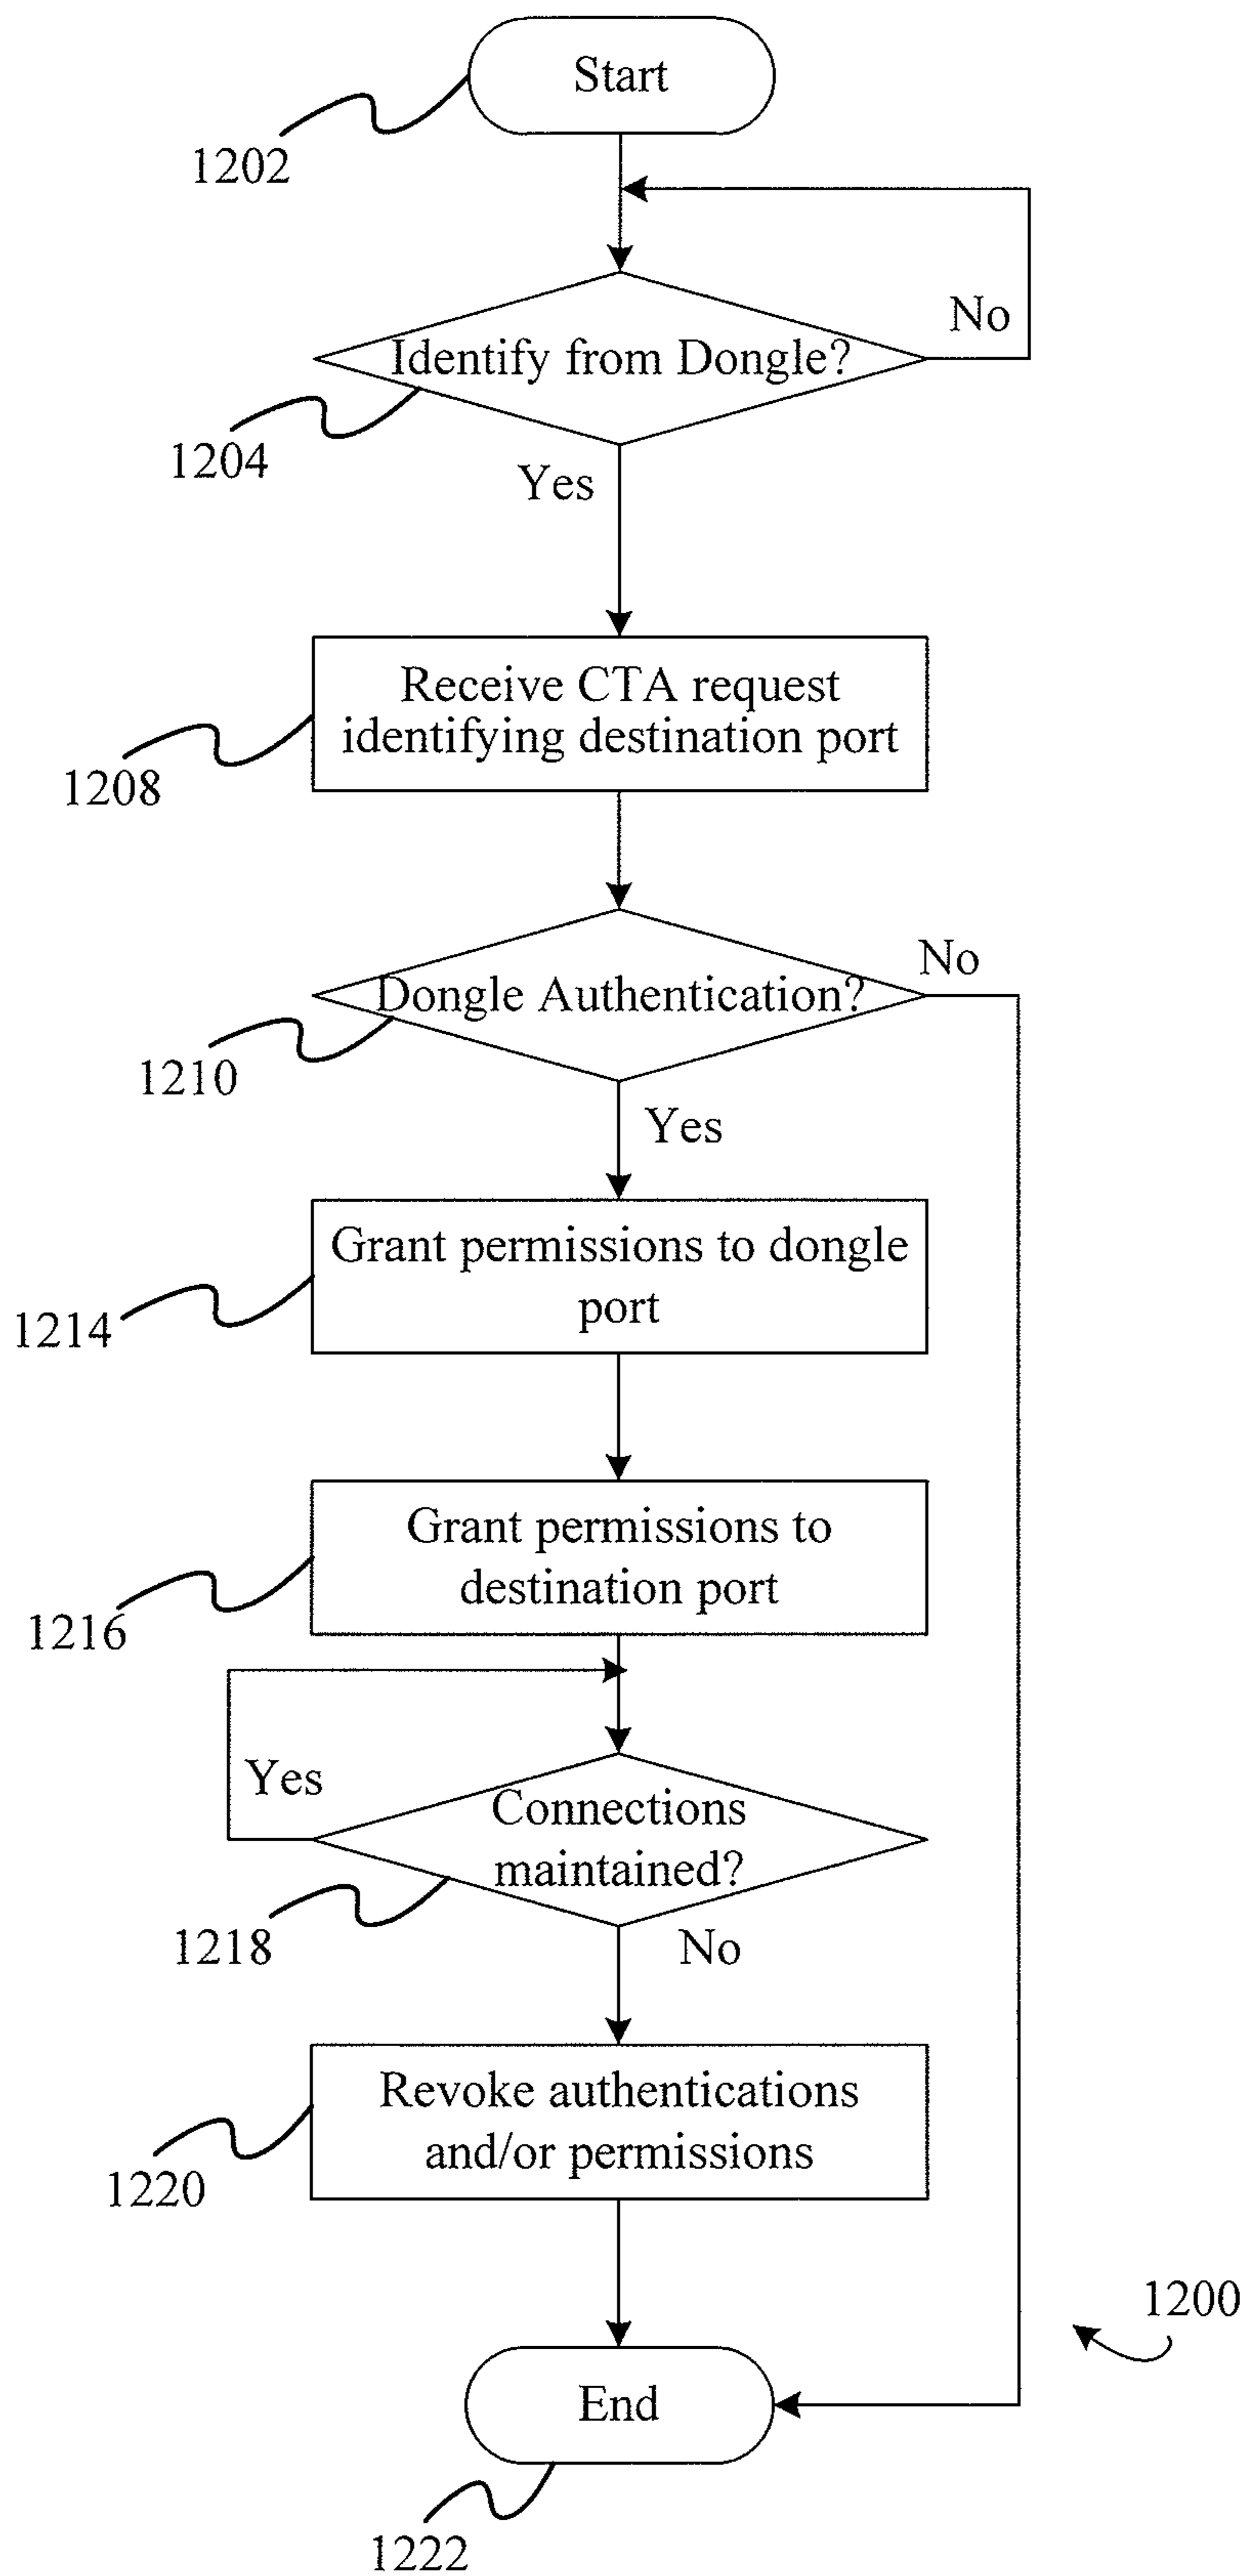 Start
1202
No
Identify from Dongle?
1204
Yes
Receive CTA request
identifying destination port
1208
No
Dongle Authentication?
1210
Yes
Grant permissions to dongle
port
1214
Grant permissions to
destination port
1216
Yes
Connections
maintained?
1218
No
Revoke authentications
and/or permissions
1220
1200
End
1222